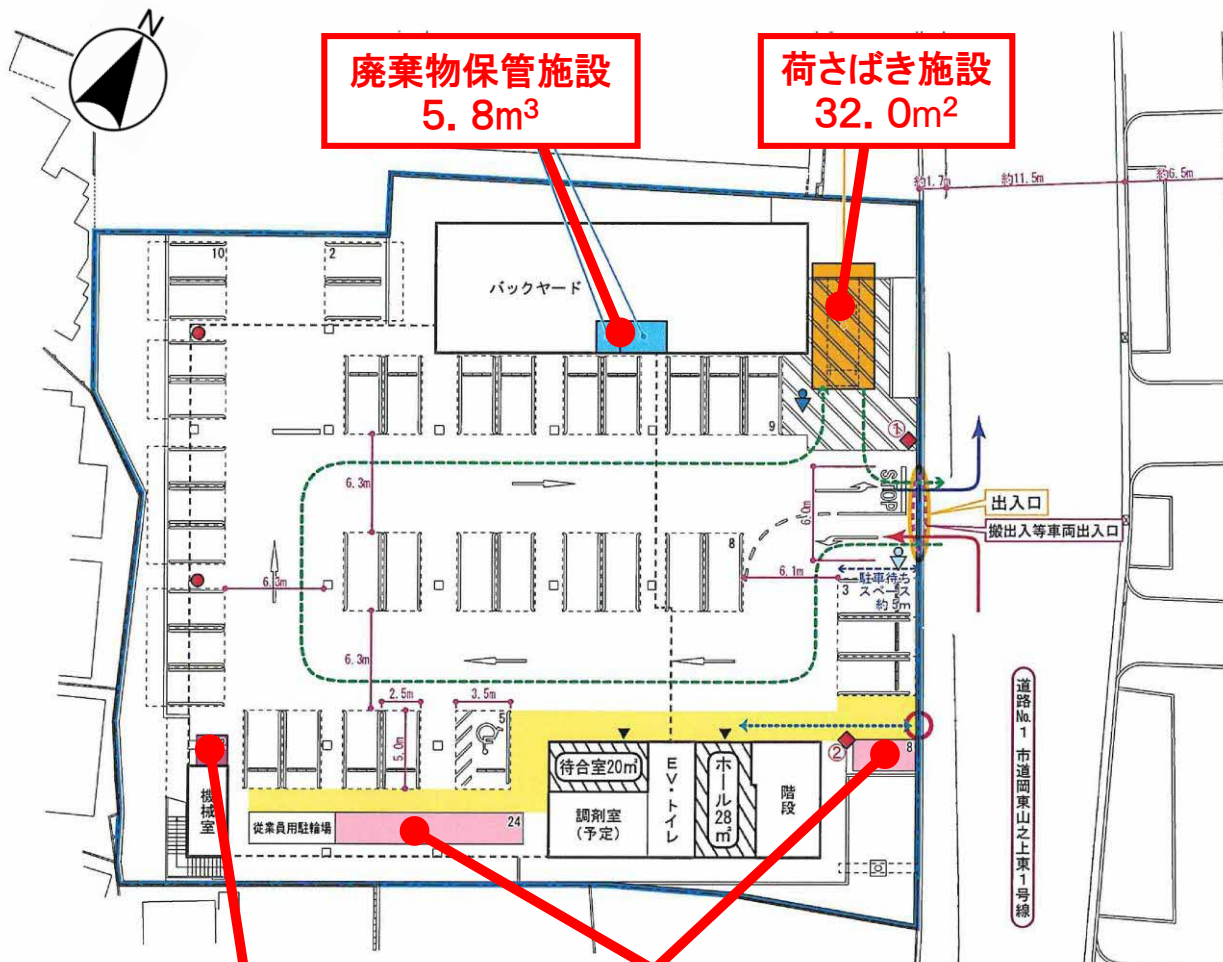 N
廃棄物保管施設
5.8m³
荷さばき施設
32.0m²
約1.7m
約11.5m
約6.5m
10
2
バックヤード
9
①
STOP
6.3m
6.0m
出入口
搬出入等車両出入口
8
6.3m
6.1m
3
駐車待ち
スペース
約5m
6.3m
2.5m
3.5m
5
5.0m
②
8
待合室20㎡
EV・トイレ
ホール28㎡
階段
調剤室
(予定)
機械室
従業員用駐輪場
24
道路No.1 市道岡東山之上東1号線